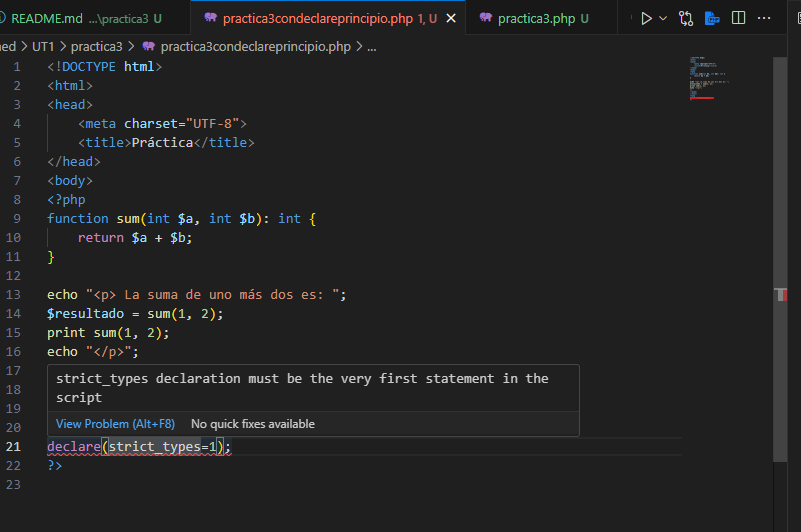 README.md ...\practica3 U
practica3condeclareprincipio.php 1, U
practica3.php U
ned > UT1 > practica3 > practica3condeclareprincipio.php > ...
1 <!DOCTYPE html>
2 <html>
3 <head>
4 <meta charset="UTF-8">
5 <title>Práctica</title>
6 </head>
7 <body>
8 <?php
9 function sum(int $a, int $b): int {
10 return $a + $b;
11 }
12
13 echo "<p> La suma de uno más dos es: ";
14 $resultado = sum(1, 2);
15 print sum(1, 2);
16 echo "</p>";
17
18
19
20
strict_types declaration must be the very first statement in the
script
View Problem (Alt+F8) No quick fixes available
21 declare(strict_types=1);
22 ?>
23